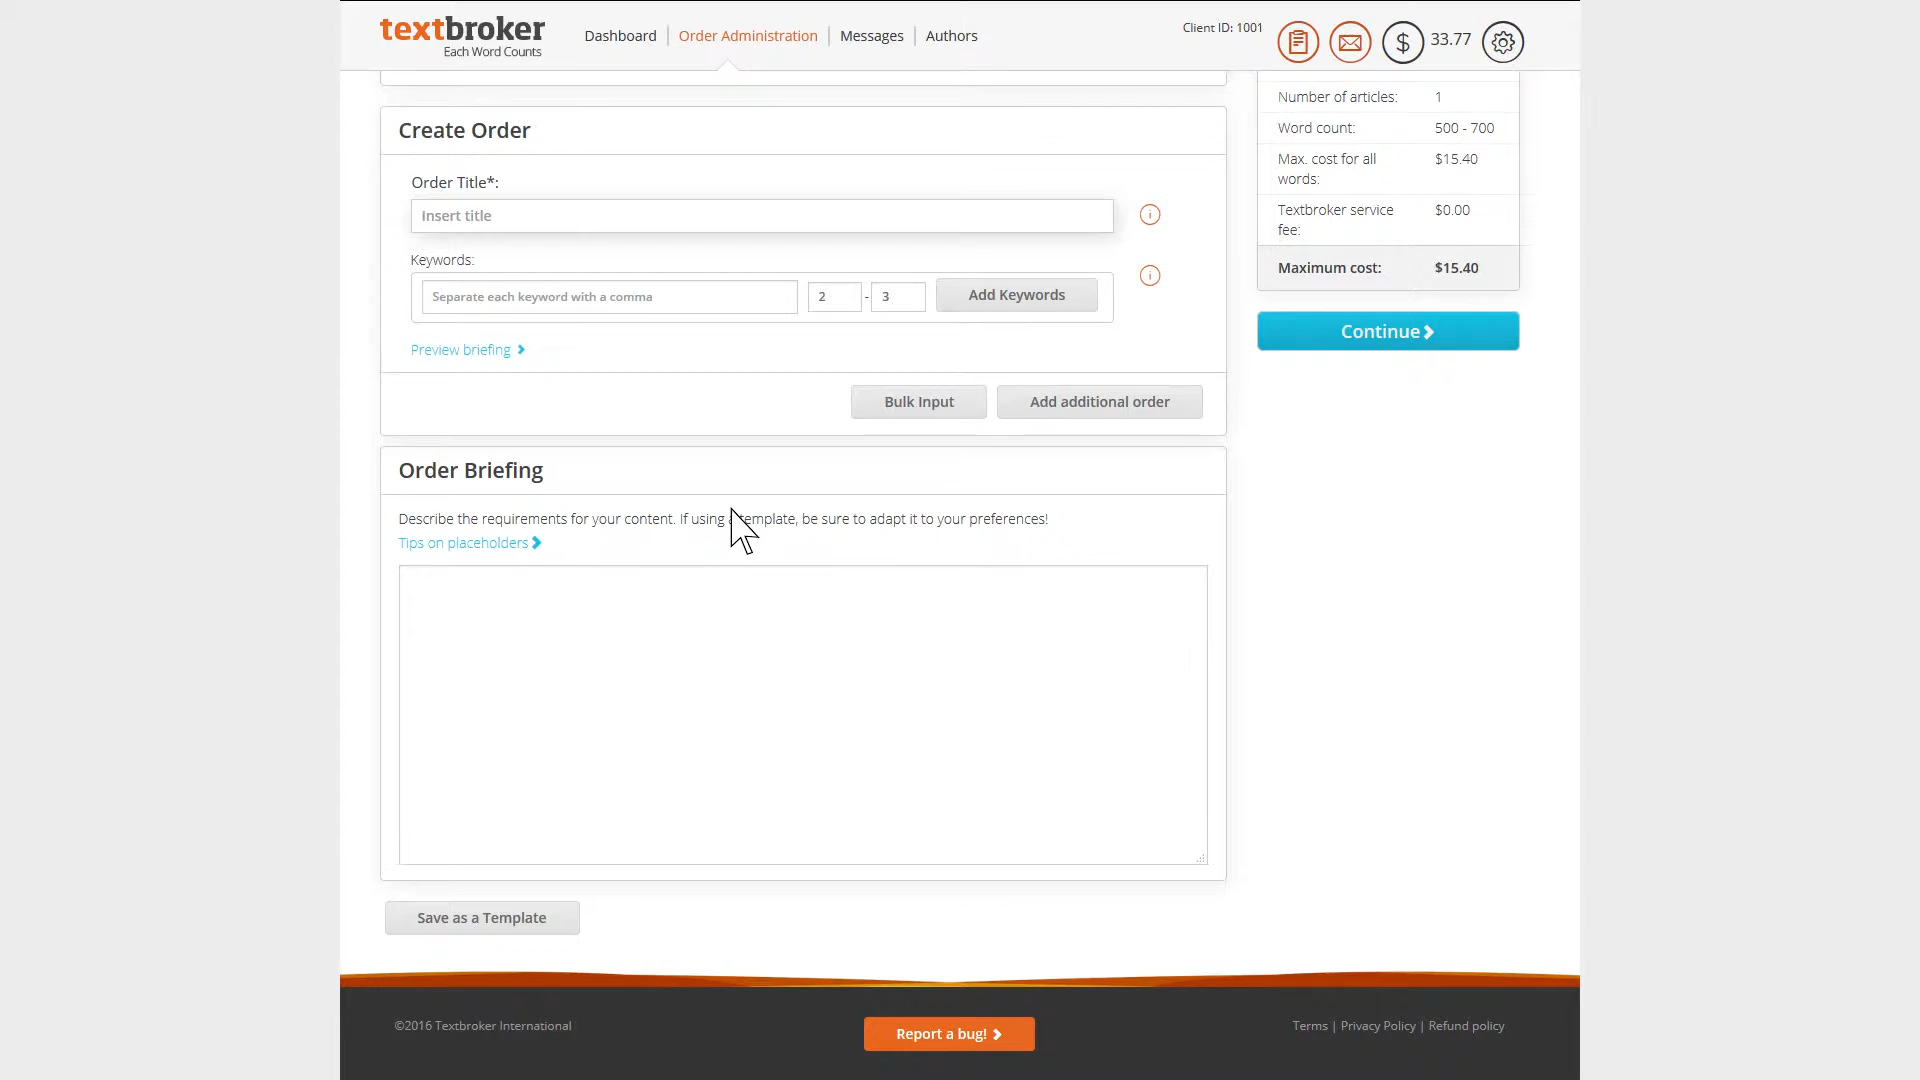 textbroker
Each Word Counts
Dashboard
Order Administration
Messages
Authors
Client ID: 1001
$
33.77
Create Order
Order Title*:
Insert title
i
Keywords:
Separate each keyword with a comma
2
-
3
Add Keywords
i
Preview briefing
Bulk Input
Add additional order
Number of articles: 1
Word count: 500 - 700
Max. cost for all words: $15.40
Textbroker service fee: $0.00
Maximum cost: $15.40
Continue
Order Briefing
Describe the requirements for your content. If using a template, be sure to adapt it to your preferences!
Tips on placeholders
Save as a Template
©2016 Textbroker International
Report a bug!
Terms | Privacy Policy | Refund policy